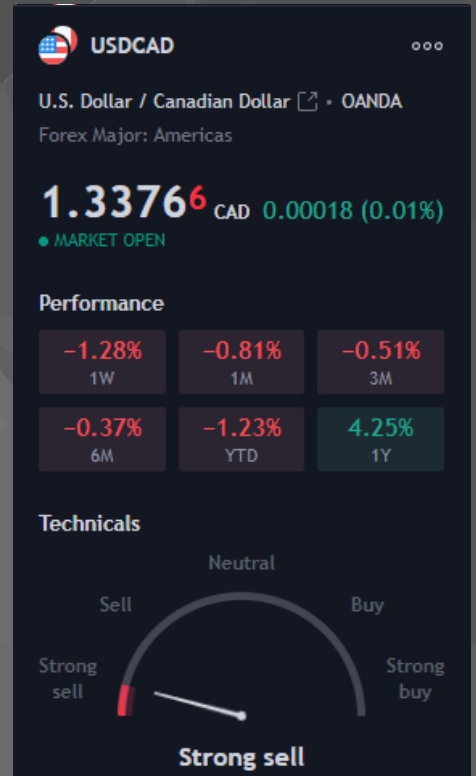 USDCAD
U.S. Dollar / Canadian Dollar • OANDA
Forex Major: Americas
1.33766 CAD 0.00018 (0.01%)
MARKET OPEN
Performance
−1.28% −0.81% −0.51%
1W 1M 3M
−0.37% −1.23% 4.25%
6M YTD 1Y
Technicals
Neutral
Sell Buy
Strong sell Strong buy
Strong sell